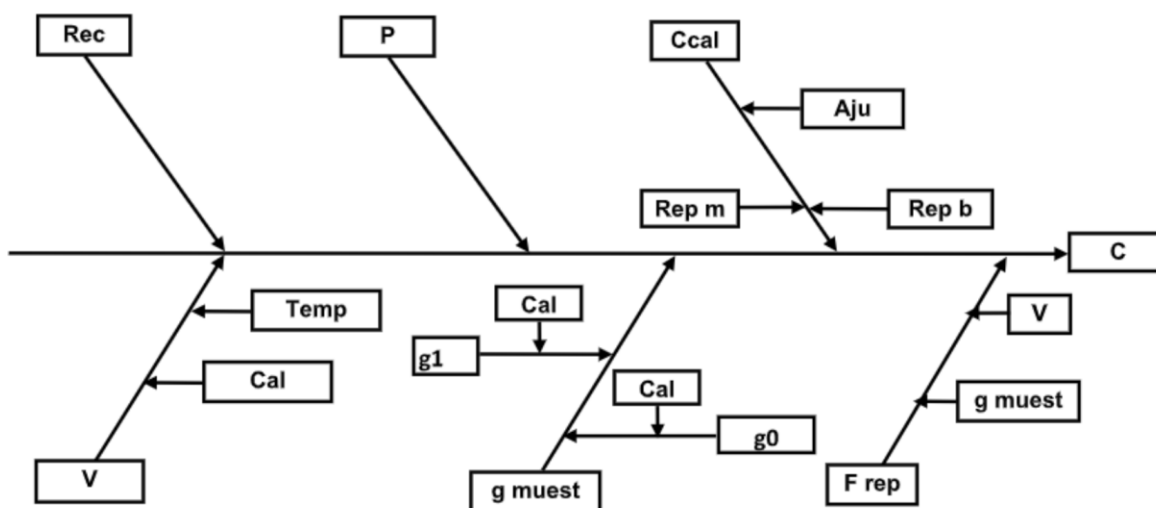 Rec
P
Ccal
Aju
Rep m
Rep b
C
Temp
Cal
V
Cal
g1
Cal
g0
g muest
V
g muest
F rep